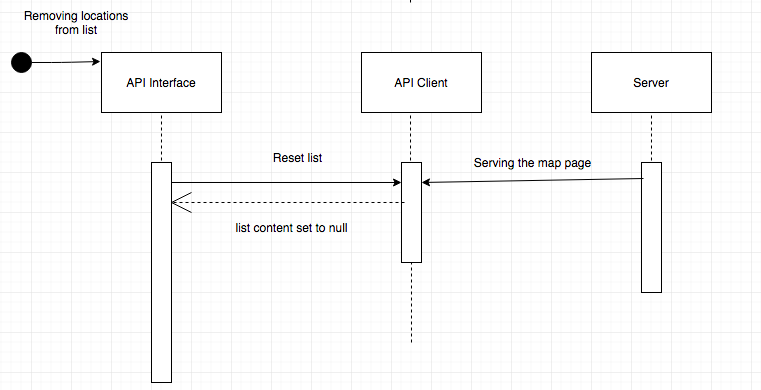 Removing locations
from list
API Interface
API Client
Server
Reset list
Serving the map page
list content set to null